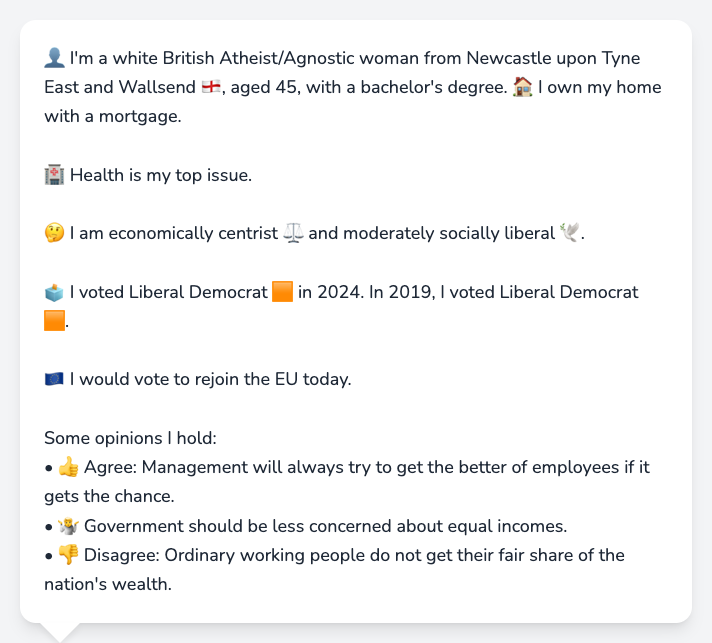 👤 I'm a white British Atheist/Agnostic woman from Newcastle upon Tyne
East and Wallsend 🏴󠁧󠁢󠁥󠁮󠁧󠁿, aged 45, with a bachelor's degree. 🏠 I own my home
with a mortgage.
🏥 Health is my top issue.
🤔 I am economically centrist ⚖️ and moderately socially liberal 🕊️.
🗳️ I voted Liberal Democrat 🟧 in 2024. In 2019, I voted Liberal Democrat
🟧.
🇪🇺 I would vote to rejoin the EU today.
Some opinions I hold:
• 👍 Agree: Management will always try to get the better of employees if it
gets the chance.
• 🤷 Government should be less concerned about equal incomes.
• 👎 Disagree: Ordinary working people do not get their fair share of the
nation's wealth.